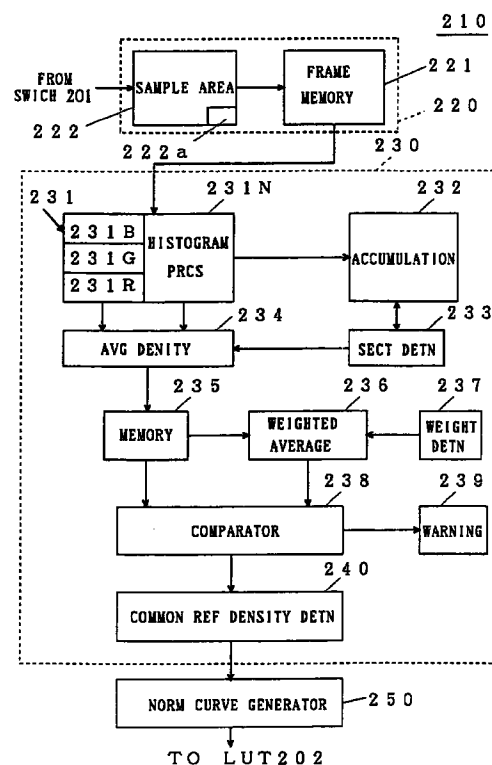 210
FROM
SWICH 201
SAMPLE AREA
FRAME
MEMORY
221
222
222a
220
230
231
231N
232
231B
231G
231R
HISTOGRAM
PRCS
ACCUMULATION
234
233
AVG DENITY
SECT DETN
235
236
237
MEMORY
WEIGHTED
AVERAGE
WEIGHT
DETN
238
239
COMPARATOR
WARNING
240
COMMON REF DENSITY DETN
NORM CURVE GENERATOR
250
TO LUT202